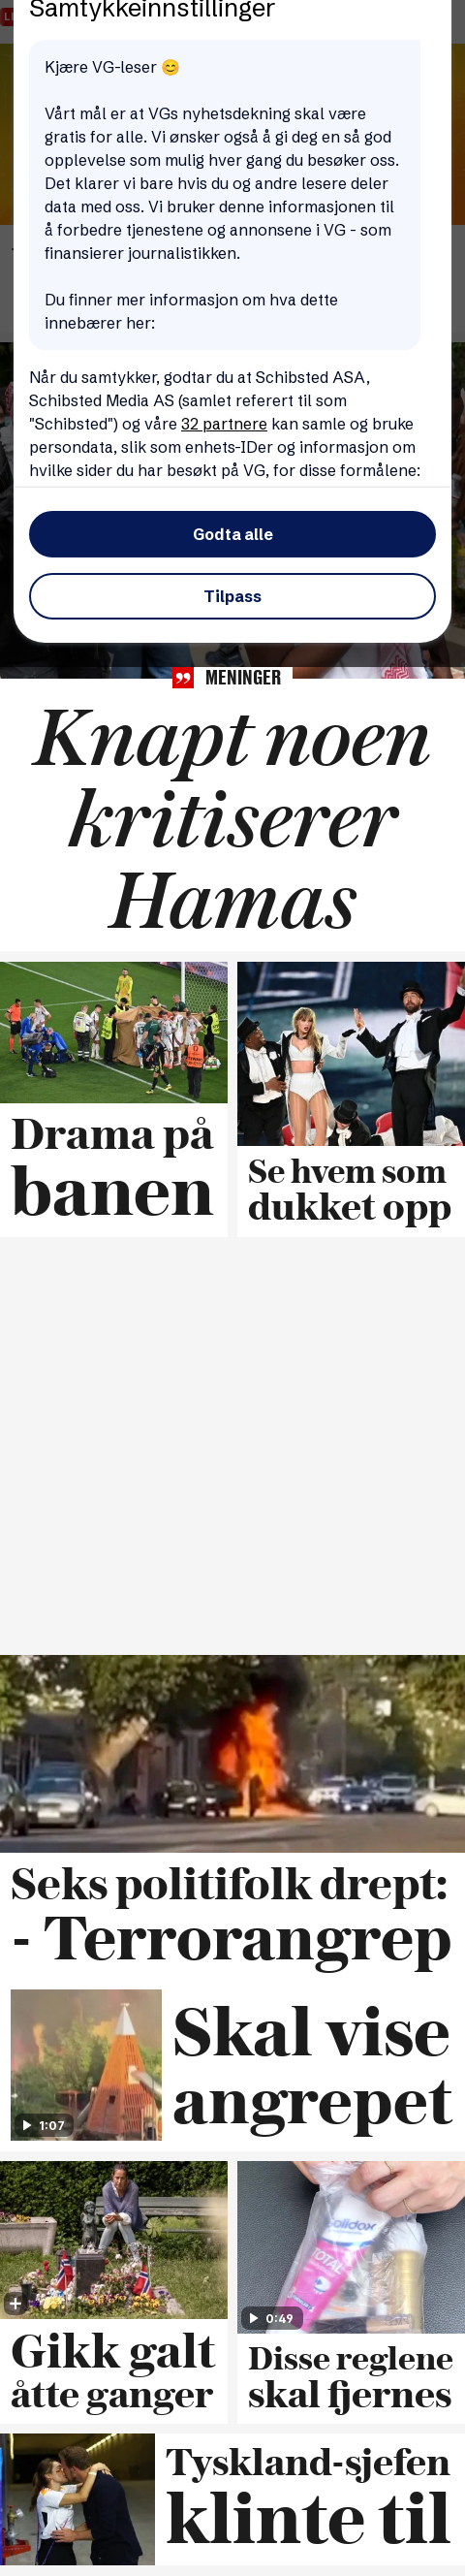 Samtykkeinnstillinger
Kjære VG-leser 😊
Vårt mål er at VGs nyhetsdekning skal være
gratis for alle. Vi ønsker også å gi deg en så god
opplevelse som mulig hver gang du besøker oss.
Det klarer vi bare hvis du og andre lesere deler
data med oss. Vi bruker denne informasjonen til
å forbedre tjenestene og annonsene i VG - som
finansierer journalistikken.
Du finner mer informasjon om hva dette
innebærer her:
Når du samtykker, godtar du at Schibsted ASA,
Schibsted Media AS (samlet referert til som
"Schibsted") og våre 32 partnere kan samle og bruke
persondata, slik som enhets-IDer og informasjon om
hvilke sider du har besøkt på VG, for disse formålene:
Godta alle
Tilpass
MENINGER
Knapt noen
kritiserer
Hamas
Drama på
banen
Se hvem som
dukket opp
Seks politifolk drept:
- Terrorangrep
Skal vise
angrepet
1:07
Gikk galt
åtte ganger
0:49
Disse reglene
skal fjernes
Tyskland-sjefen
klinte til